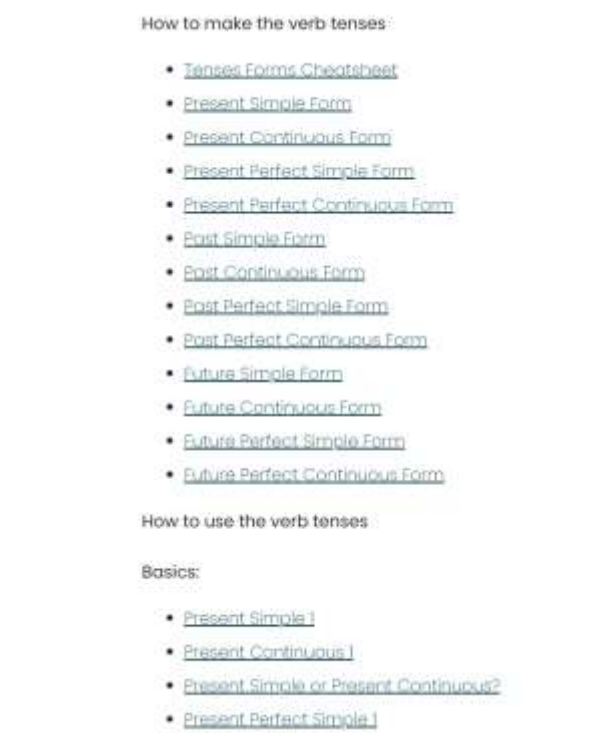 How to make the verb tenses
Tenses Forms Cheatsheet
Present Simple Form
Present Continuous Form
Present Perfect Simple Form
Present Perfect Continuous Form
Past Simple Form
Past Continuous Form
Past Perfect Simple Form
Past Perfect Continuous Form
Future Simple Form
Future Continuous Form
Future Perfect Simple Form
Future Perfect Continuous Form
How to use the verb tenses
Basics:
Present Simple 1
Present Continuous 1
Present Simple or Present Continuous?
Present Perfect Simple 1